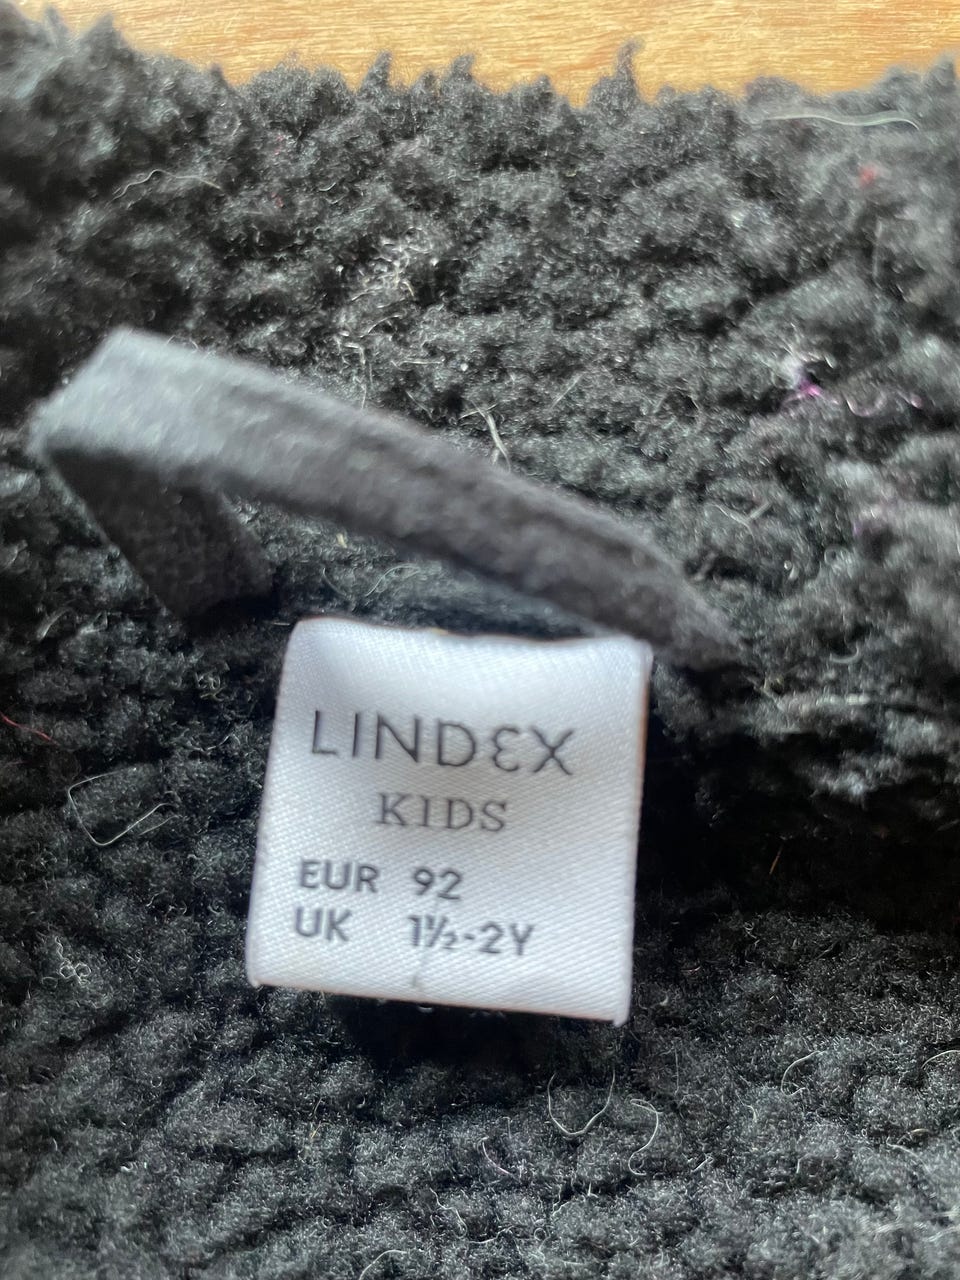 LINDEX
KIDS
EUR 92
UK 1½-2Y